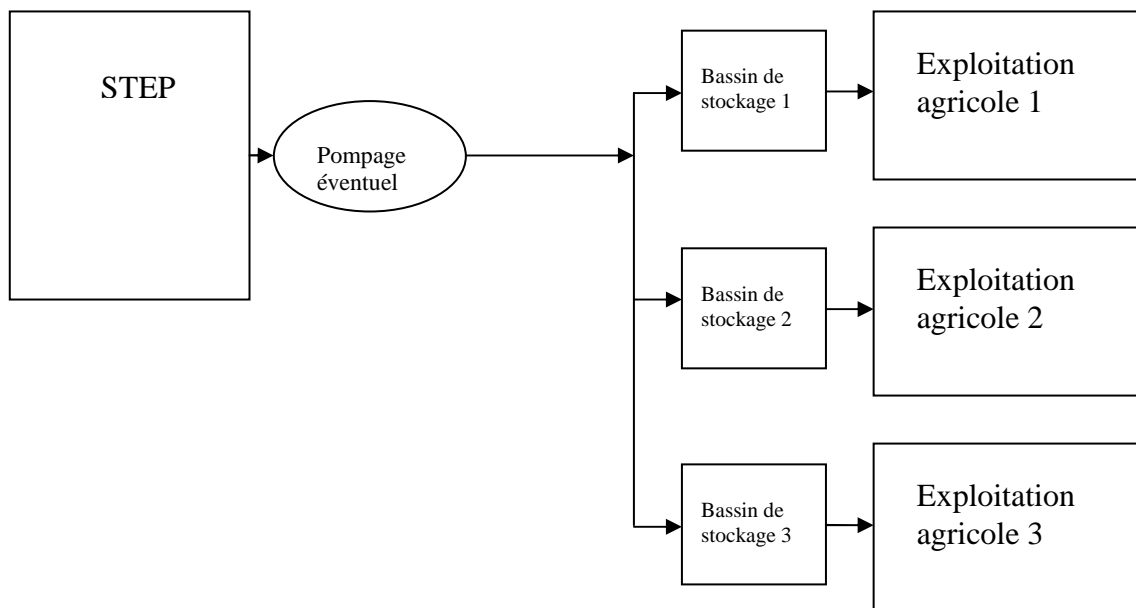 STEP
Pompage
éventuel
Bassin de
stockage 1
Exploitation
agricole 1
Bassin de
stockage 2
Exploitation
agricole 2
Bassin de
stockage 3
Exploitation
agricole 3